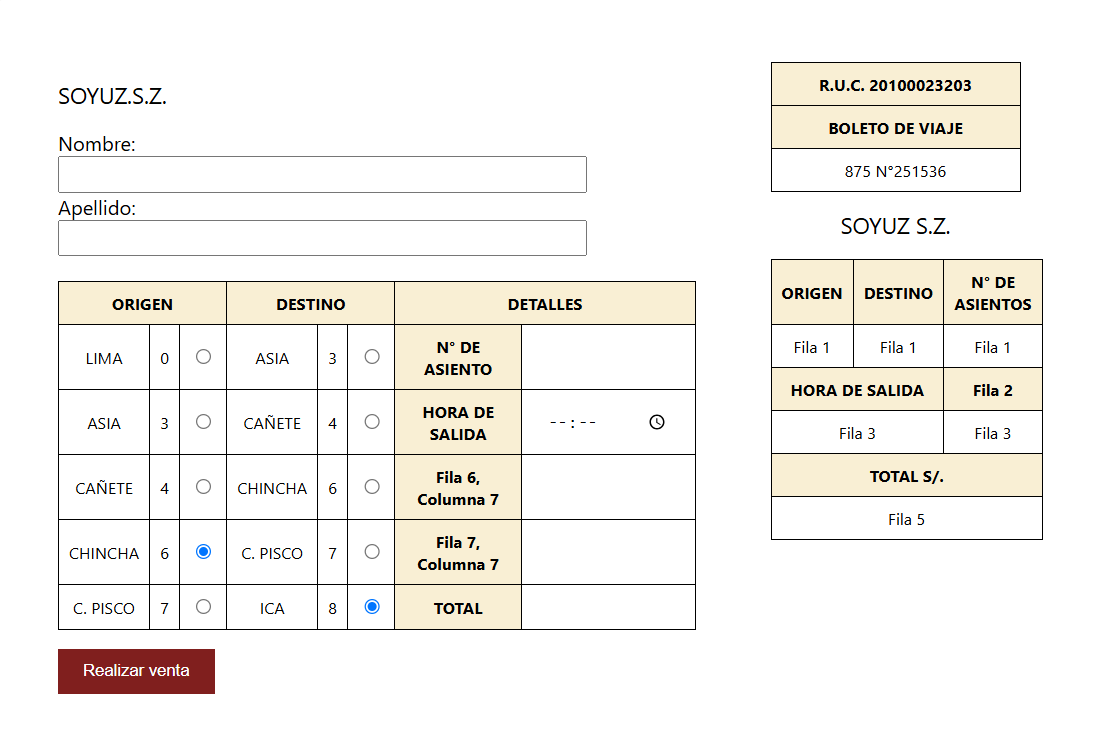 SOYUZ.S.Z.
Nombre:
Apellido:
ORIGEN DESTINO DETALLES
LIMA 0 ASIA 3 N° DE ASIENTO
ASIA 3 CAÑETE 4 HORA DE SALIDA --:--
CAÑETE 4 CHINCHA 6 Fila 6, Columna 7
CHINCHA 6 C. PISCO 7 Fila 7, Columna 7
C. PISCO 7 ICA 8 TOTAL
Realizar venta
R.U.C. 20100023203
BOLETO DE VIAJE
875 N°251536
SOYUZ S.Z.
ORIGEN DESTINO N° DE ASIENTOS
Fila 1 Fila 1 Fila 1
HORA DE SALIDA Fila 2
Fila 3 Fila 3
TOTAL S/.
Fila 5